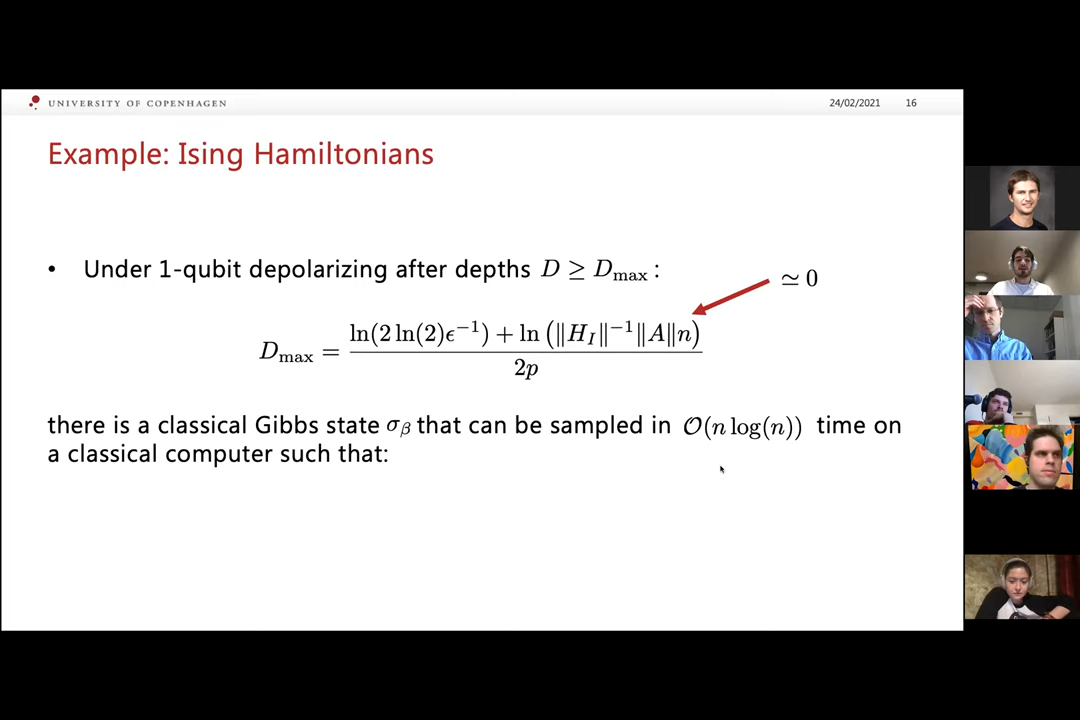 UNIVERSITY OF COPENHAGEN
24/02/2021 16
Example: Ising Hamiltonians
• Under 1-qubit depolarizing after depths D ≥ D_max :
≃ 0
D_max = (ln(2 ln(2)ϵ⁻¹) + ln (‖H_I‖⁻¹‖A‖n)) / 2p
there is a classical Gibbs state σ_β that can be sampled in 𝒪(n log(n)) time on
a classical computer such that: